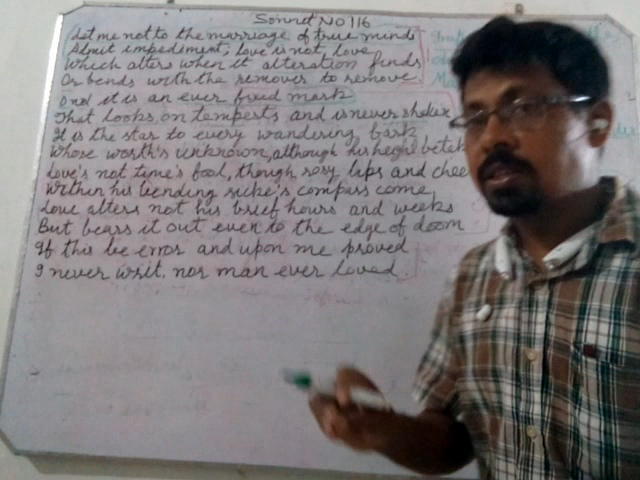 Sonnet No 116
Let me not to the marriage of true mind
Admit impediment, love is not love
Which alters when it alteration finds
Or bends with the remover to remove
O no! it is an ever fixed mark
That looks on tempests and is never shaken
It is the star to every wandering bark
Whose worth's unknown, although his height be tak
Love's not time's fool, though rosy lips and chee
Within his bending sickle's compass come,
Love alters not his brief hours and weeks
But bears it out even to the edge of doom
If this be error and upon me proved
I never writ, nor man ever loved.